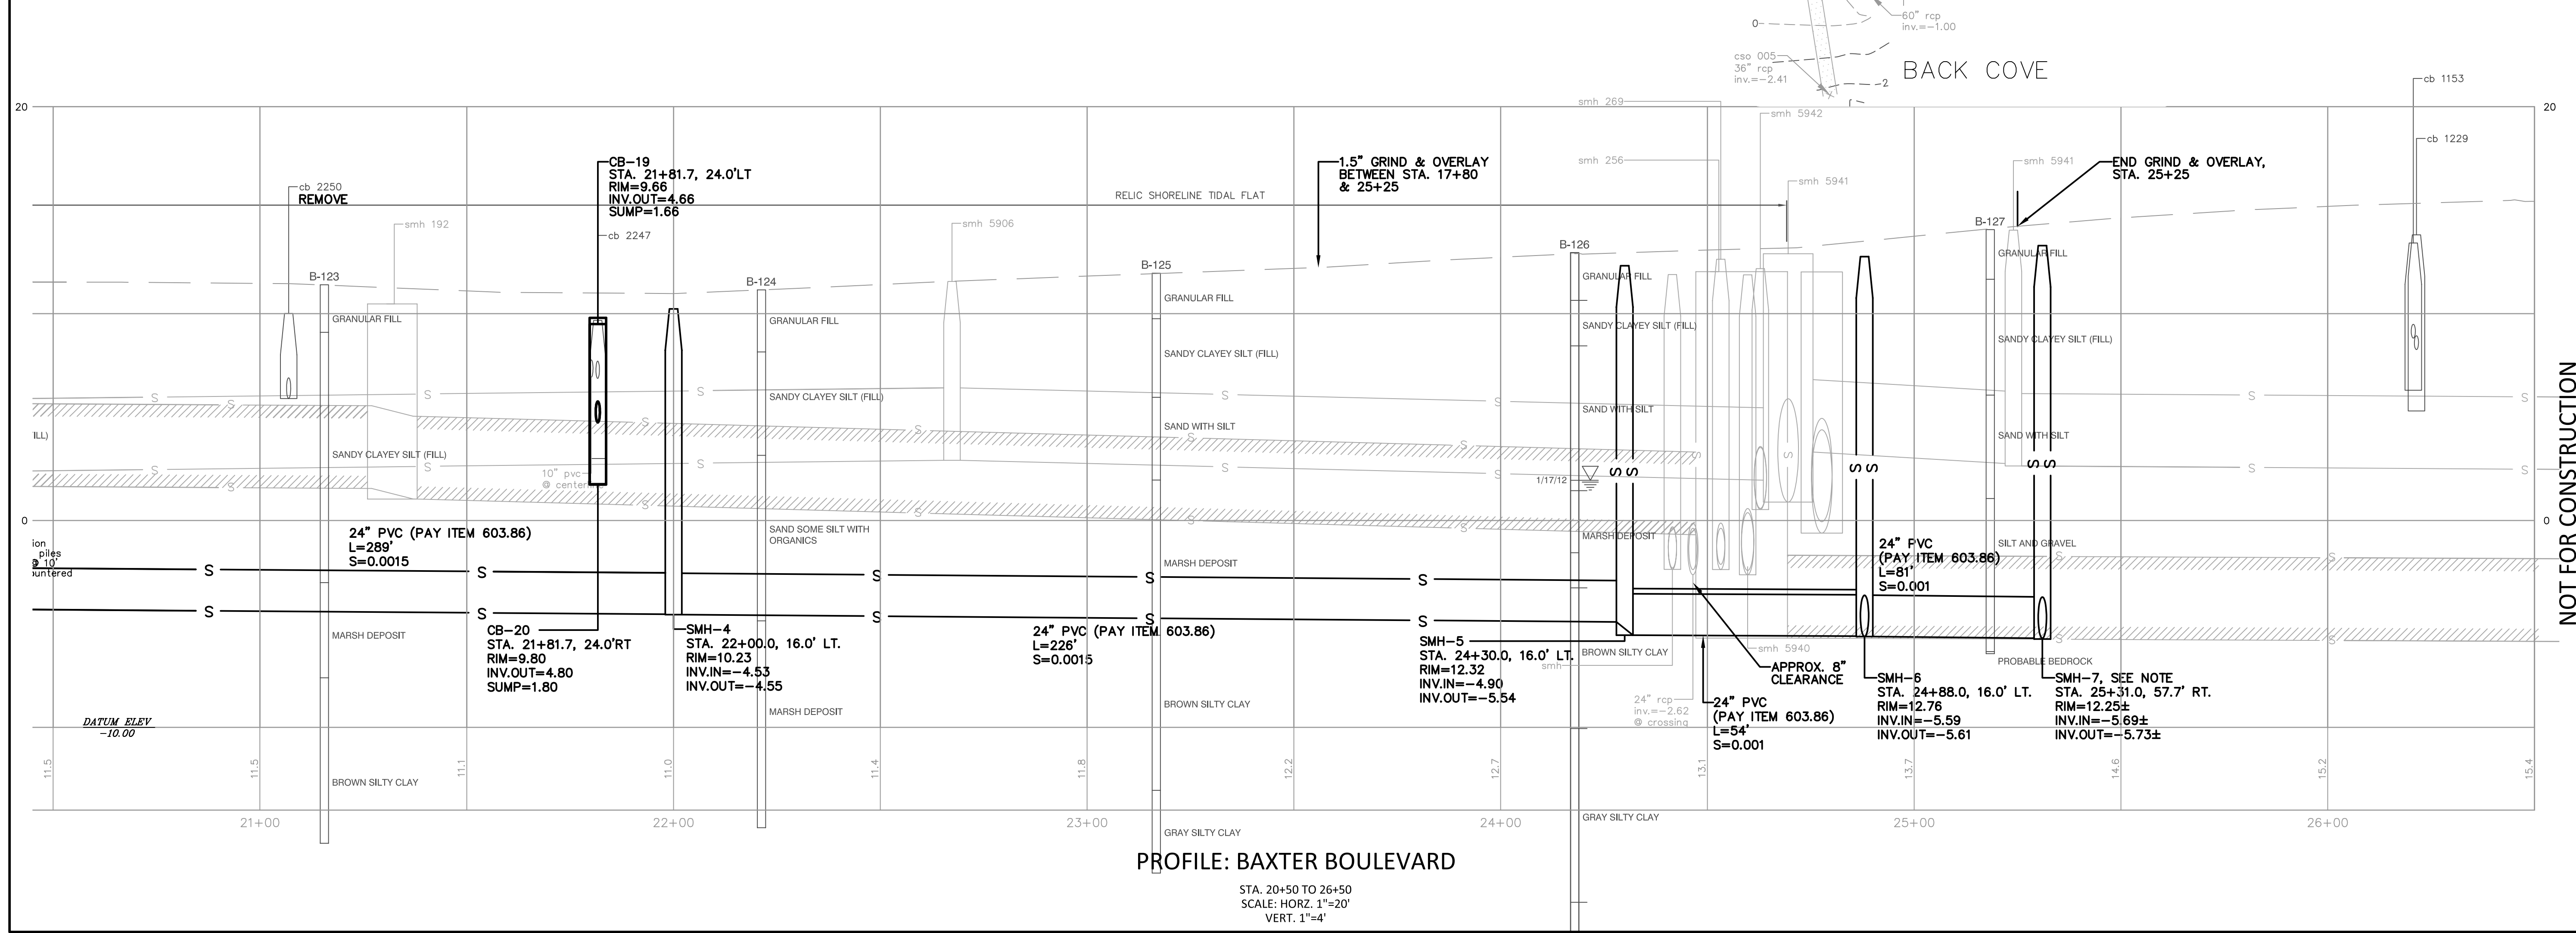 60" rcp
inv.=-1.00
0
cso 005
36" rcp
inv.=-2.41
-2
BACK COVE
20
20
cb 1153
cb 1229
smh 269
smh 5942
smh 256
smh 5941
smh 5941
END GRIND & OVERLAY,
STA. 25+25
1.5" GRIND & OVERLAY
BETWEEN STA. 17+80
& 25+25
RELIC SHORELINE TIDAL FLAT
CB-19
STA. 21+81.7, 24.0'LT
RIM=9.66
INV.OUT=4.66
SUMP=1.66
cb 2247
cb 2250
REMOVE
smh 192
smh 5906
B-123
GRANULAR FILL
SANDY CLAYEY SILT (FILL)
MARSH DEPOSIT
BROWN SILTY CLAY
B-124
GRANULAR FILL
SANDY CLAYEY SILT (FILL)
SAND SOME SILT WITH
ORGANICS
MARSH DEPOSIT
B-125
GRANULAR FILL
SANDY CLAYEY SILT (FILL)
SAND WITH SILT
MARSH DEPOSIT
BROWN SILTY CLAY
GRAY SILTY CLAY
B-126
GRANULAR FILL
SANDY CLAYEY SILT (FILL)
SAND WITH SILT
1/17/12
MARSH DEPOSIT
BROWN SILTY CLAY
GRAY SILTY CLAY
B-127
GRANULAR FILL
SANDY CLAYEY SILT (FILL)
SAND WITH SILT
SILT AND GRAVEL
PROBABLE BEDROCK
ILL)
10" pvc
@ center
0
0
piles
@ 10'
24" PVC (PAY ITEM 603.86)
L=289'
S=0.0015
CB-20
STA. 21+81.7, 24.0'RT
RIM=9.80
INV.OUT=4.80
SUMP=1.80
SMH-4
STA. 22+00.0, 16.0' LT.
RIM=10.23
INV.IN=-4.53
INV.OUT=-4.55
24" PVC (PAY ITEM 603.86)
L=226'
S=0.0015
SMH-5
STA. 24+30.0, 16.0' LT.
RIM=12.32
INV.IN=-4.90
INV.OUT=-5.54
smh
24" rcp
inv.=-2.62
@ crossing
smh 5940
APPROX. 8"
CLEARANCE
24" PVC
(PAY ITEM 603.86)
L=54'
S=0.001
24" PVC
(PAY ITEM 603.86)
L=81'
S=0.001
SMH-6
STA. 24+88.0, 16.0' LT.
RIM=12.76
INV.IN=-5.59
INV.OUT=-5.61
SMH-7, SEE NOTE
STA. 25+31.0, 57.7' RT.
RIM=12.25±
INV.IN=-5.69±
INV.OUT=-5.73±
S S S S S S S S S S
DATUM ELEV
-10.00
11.5 11.5 11.1 11.0 11.4 11.8 12.2 12.7 13.1 13.7 14.6 15.2 15.4
21+00 22+00 23+00 24+00 25+00 26+00
PROFILE: BAXTER BOULEVARD
STA. 20+50 TO 26+50
SCALE: HORZ. 1"=20'
VERT. 1"=4'
NOT FOR CONSTRUCTION